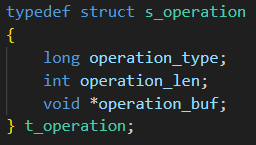 typedef struct s_operation
{
    long operation_type;
    int operation_len;
    void *operation_buf;
} t_operation;